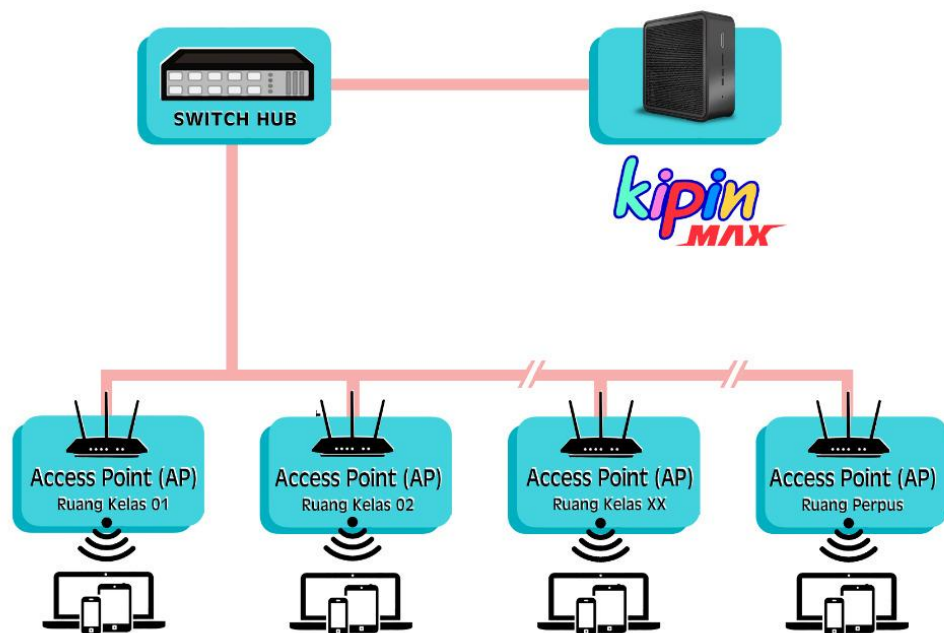 SWITCH HUB
kipin
MAX
Access Point (AP)
Ruang Kelas 01
Access Point (AP)
Ruang Kelas 02
Access Point (AP)
Ruang Kelas XX
Access Point (AP)
Ruang Perpus